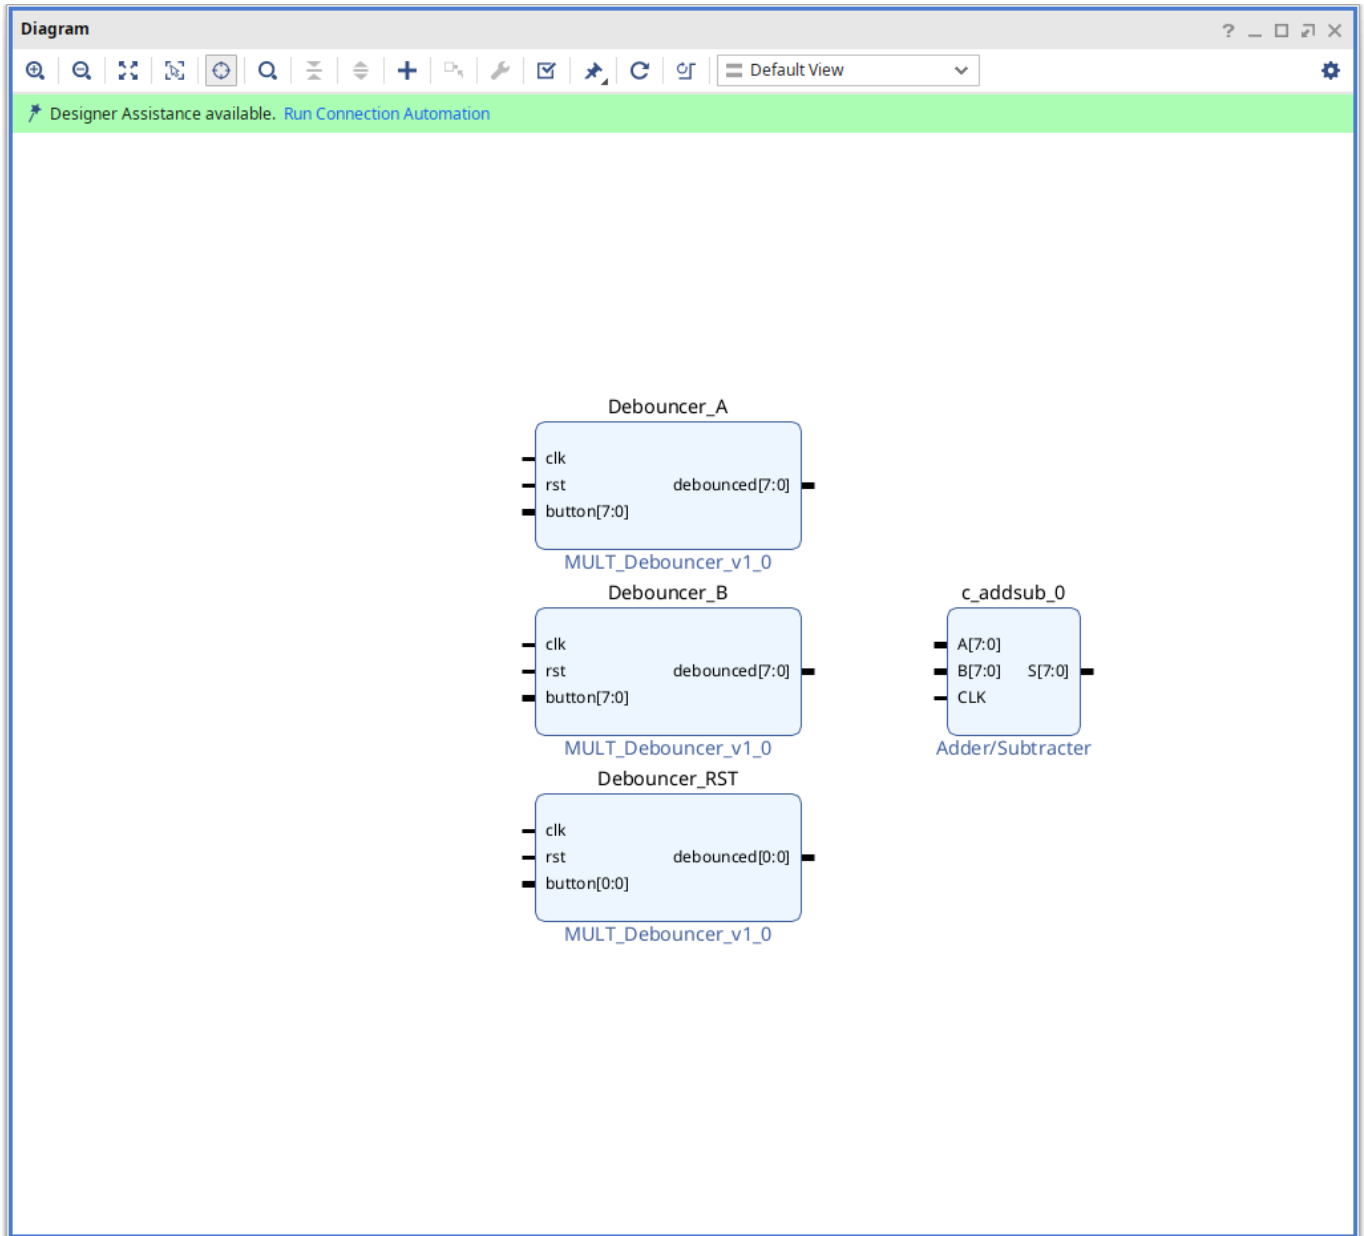 Diagram
Default View
Designer Assistance available. Run Connection Automation
Debouncer_A
clk
rst debounced[7:0]
button[7:0]
MULT_Debouncer_v1_0
Debouncer_B
clk
rst debounced[7:0]
button[7:0]
MULT_Debouncer_v1_0
c_addsub_0
A[7:0]
B[7:0] S[7:0]
CLK
Adder/Subtracter
Debouncer_RST
clk
rst debounced[0:0]
button[0:0]
MULT_Debouncer_v1_0